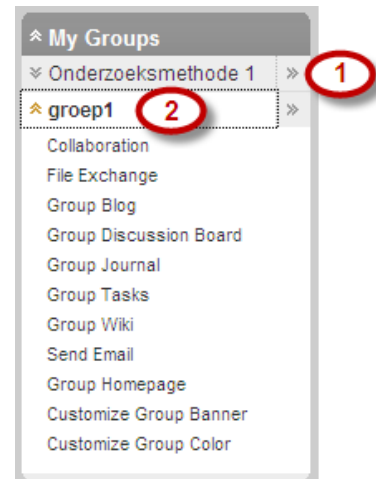 My Groups
Onderzoeksmethode 1 » 1
groep1 2 »
Collaboration
File Exchange
Group Blog
Group Discussion Board
Group Journal
Group Tasks
Group Wiki
Send Email
Group Homepage
Customize Group Banner
Customize Group Color